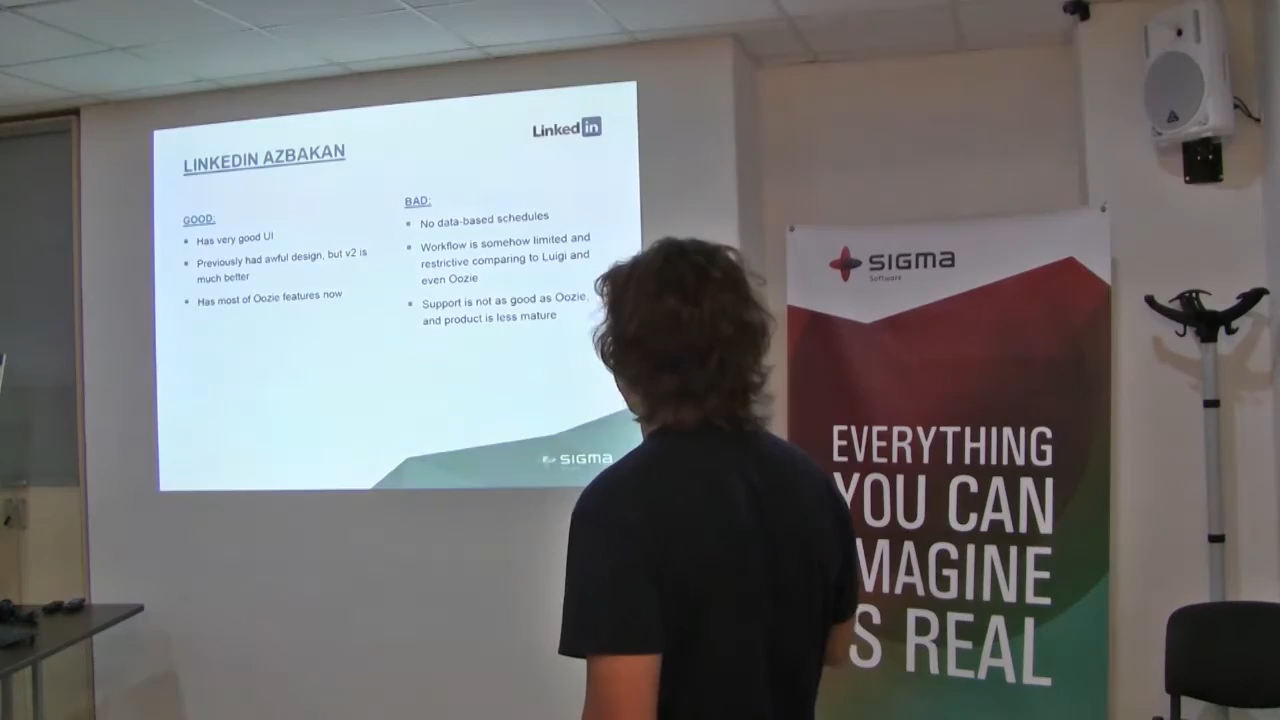 Linked in
LINKEDIN AZBAKAN
GOOD:
Has very good UI
Previously had awful design, but v2 is
much better
Has most of Oozie features now
BAD:
No data-based schedules
Workflow is somehow limited and
restrictive comparing to Luigi and
even Oozie
Support is not as good as Oozie,
and product is less mature
SIGMA
SIGMA
Software
EVERYTHING
YOU CAN
MAGINE
S REAL